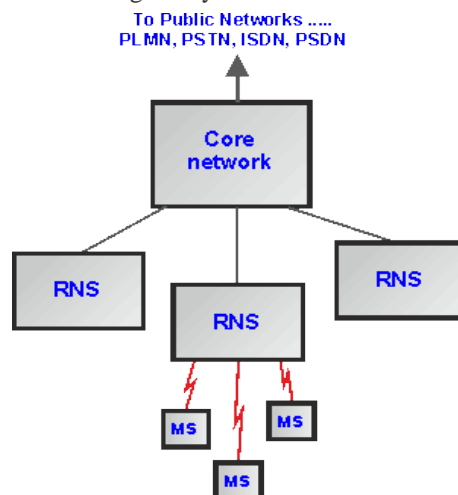 To Public Networks .....
PLMN, PSTN, ISDN, PSDN
Core
network
RNS
RNS
RNS
MS
MS
MS